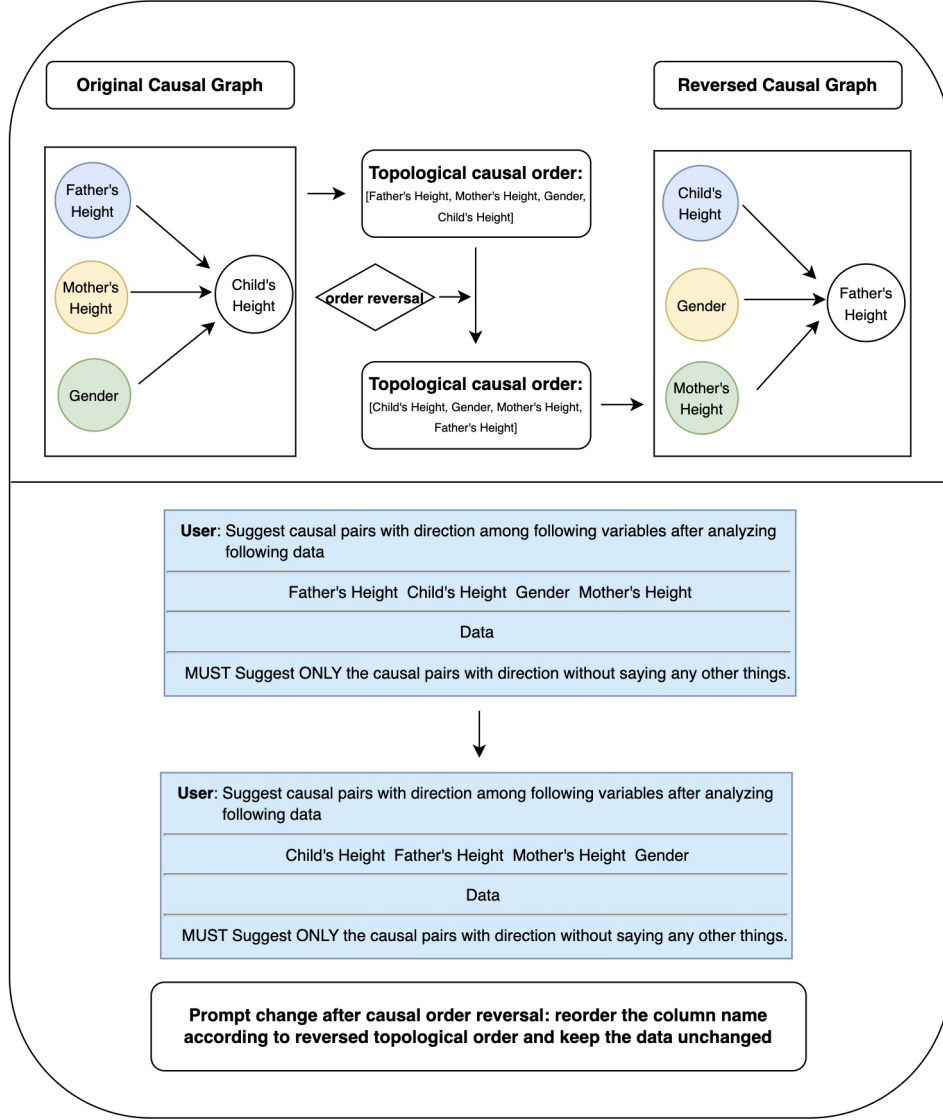 Original Causal Graph
Reversed Causal Graph
Father's
Height
Mother's
Height
Gender
Child's
Height
Topological causal order:
[Father's Height, Mother's Height, Gender,
Child's Height]
order reversal
Topological causal order:
[Child's Height, Gender, Mother's Height,
Father's Height]
Child's
Height
Gender
Mother's
Height
Father's
Height
User: Suggest causal pairs with direction among following variables after analyzing
following data
Father's Height Child's Height Gender Mother's Height
Data
MUST Suggest ONLY the causal pairs with direction without saying any other things.
User: Suggest causal pairs with direction among following variables after analyzing
following data
Child's Height Father's Height Mother's Height Gender
Data
MUST Suggest ONLY the causal pairs with direction without saying any other things.
Prompt change after causal order reversal: reorder the column name
according to reversed topological order and keep the data unchanged